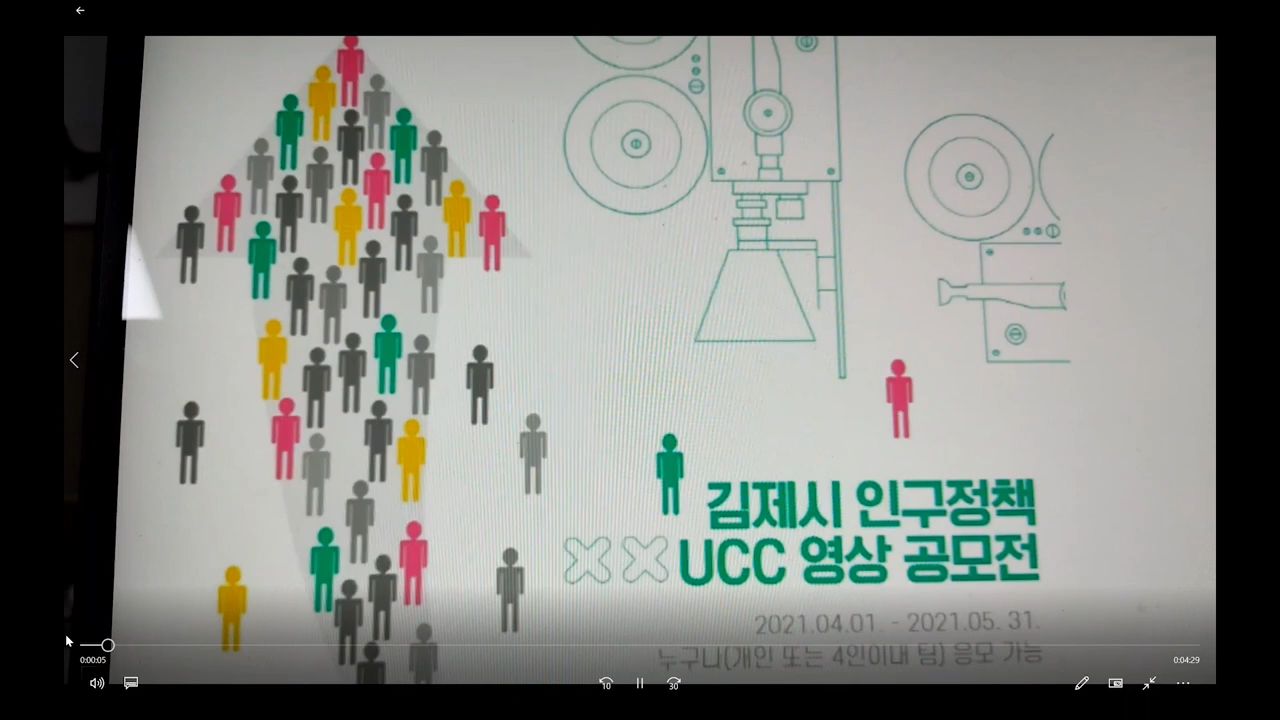 김제시 인구정책
UCC 영상 공모전
2021.04.01. - 2021.05. 31.
누구나(개인 또는 4인이내 팀) 응모 가능
0:00:05
0:04:29
10
30